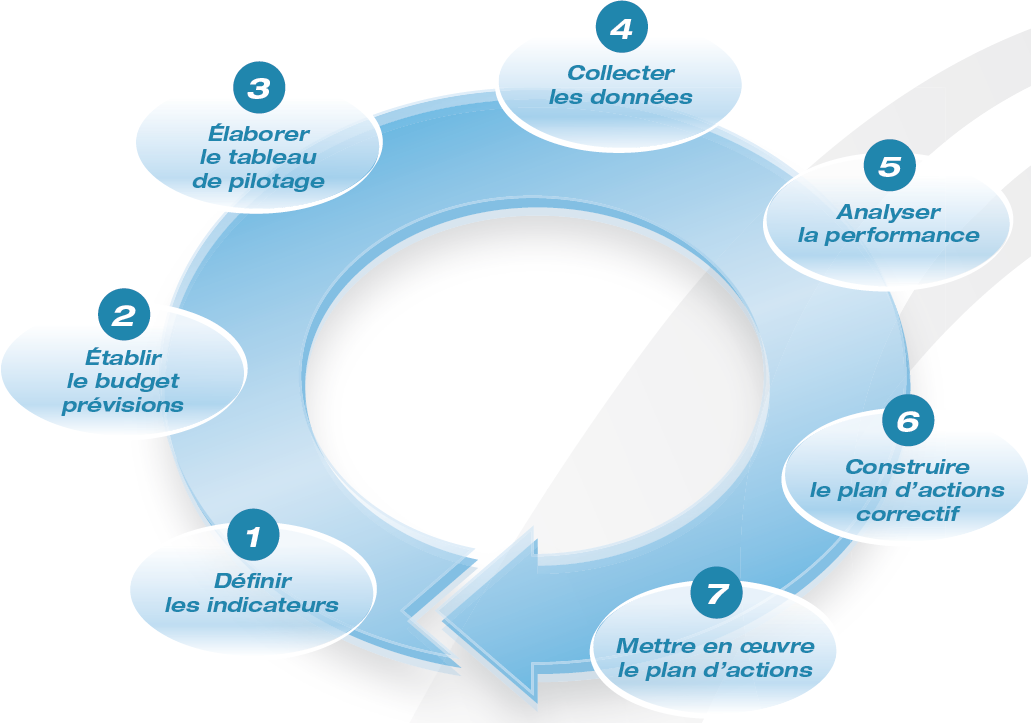 1
Définir
les indicateurs
2
Établir
le budget
prévisions
3
Élaborer
le tableau
de pilotage
4
Collecter
les données
5
Analyser
la performance
6
Construire
le plan d’actions
correctif
7
Mettre en œuvre
le plan d’actions